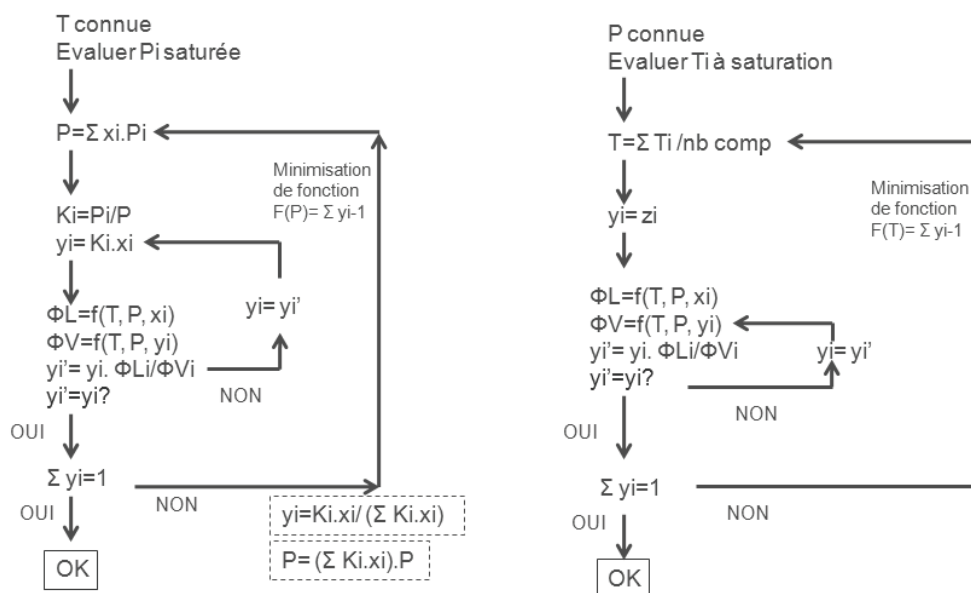 T connue
Evaluer Pi saturée
P=Σ xi.Pi
Minimisation
de fonction
F(P)= Σ yi-1
Ki=Pi/P
yi= Ki.xi
yi= yi’
ΦL=f(T, P, xi)
ΦV=f(T, P, yi)
yi’= yi. ΦLi/ΦVi
yi’=yi?
NON
OUI
Σ yi=1
NON
OUI
yi=Ki.xi/ (Σ Ki.xi)
P= (Σ Ki.xi).P
OK
P connue
Evaluer Ti à saturation
T=Σ Ti /nb comp
Minimisation
de fonction
F(T)= Σ yi-1
yi= zi
ΦL=f(T, P, xi)
ΦV=f(T, P, yi)
yi’= yi. ΦLi/ΦVi
yi= yi’
yi’=yi?
NON
OUI
Σ yi=1
NON
OUI
OK